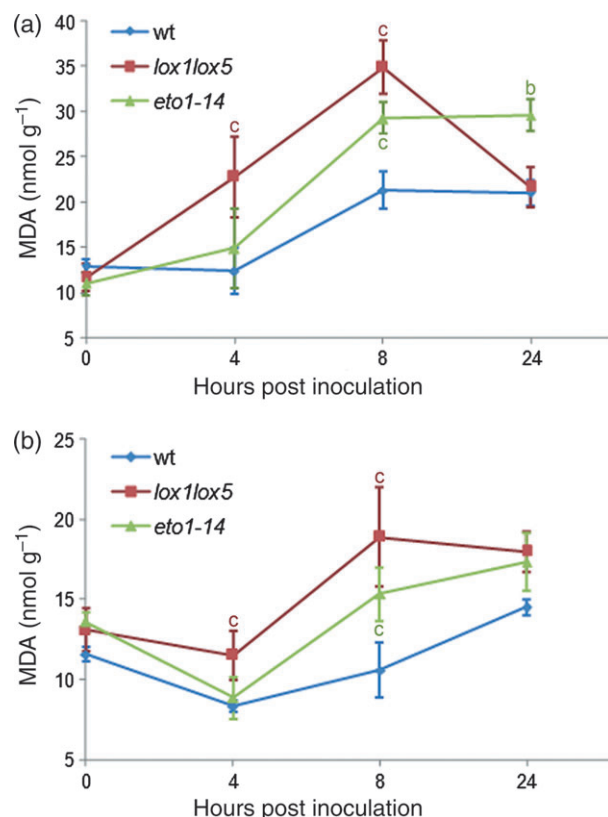 (a)
wt
lox1lox5
eto1-14
MDA (nmol g⁻¹)
40
35
30
25
20
15
10
5
c
c
c
b
0 4 8 24
Hours post inoculation
(b)
wt
lox1lox5
eto1-14
MDA (nmol g⁻¹)
25
20
15
10
5
c
c
c
0 4 8 24
Hours post inoculation